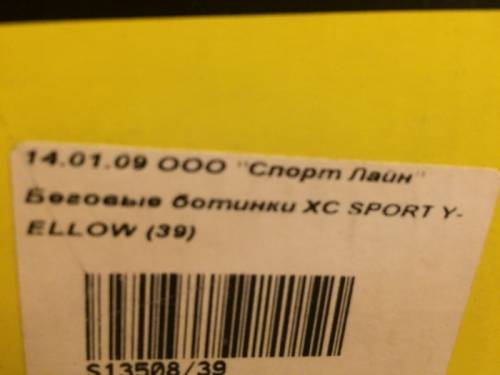 14.01.09 ООО "Спорт Лайн"
Беговые ботинки XC SPORT Y-
ELLOW (39)
S13508/39